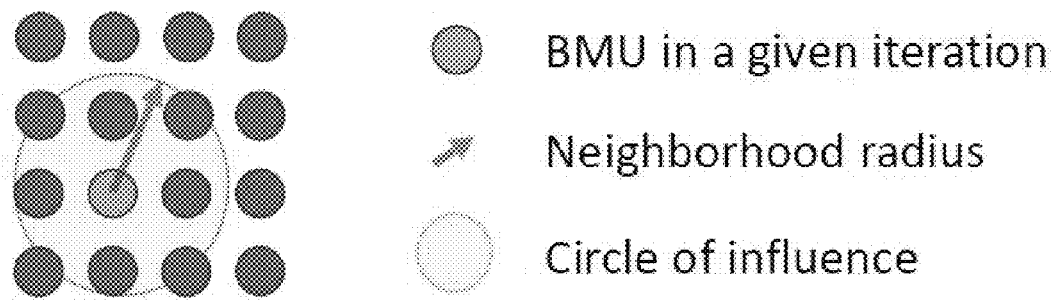 BMU in a given iteration
Neighborhood radius
Circle of influence